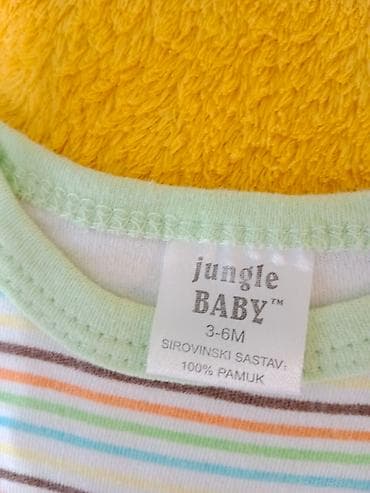 jungle
BABY™
3-6M
SIROVINSKI SASTAV:
100% PAMUK